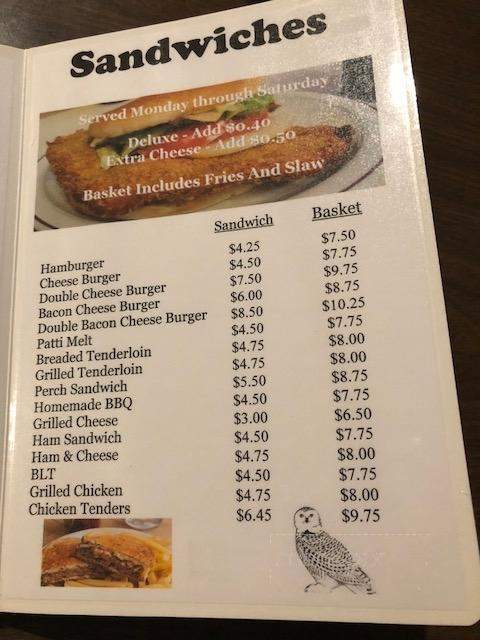 Sandwiches
Served Monday through Saturday
Deluxe - Add $0.40
Extra Cheese - Add $0.50
Basket Includes Fries And Slaw
Sandwich Basket
Hamburger $4.25 $7.50
Cheese Burger $4.50 $7.75
Double Cheese Burger $7.50 $9.75
Bacon Cheese Burger $6.00 $8.75
Double Bacon Cheese Burger $8.50 $10.25
Patti Melt $4.50 $7.75
Breaded Tenderloin $4.75 $8.00
Grilled Tenderloin $4.75 $8.00
Perch Sandwich $5.50 $8.75
Homemade BBQ $4.50 $7.75
Grilled Cheese $3.00 $6.50
Ham Sandwich $4.50 $7.75
Ham & Cheese $4.75 $8.00
BLT $4.50 $7.75
Grilled Chicken $4.75 $8.00
Chicken Tenders $6.45 $9.75